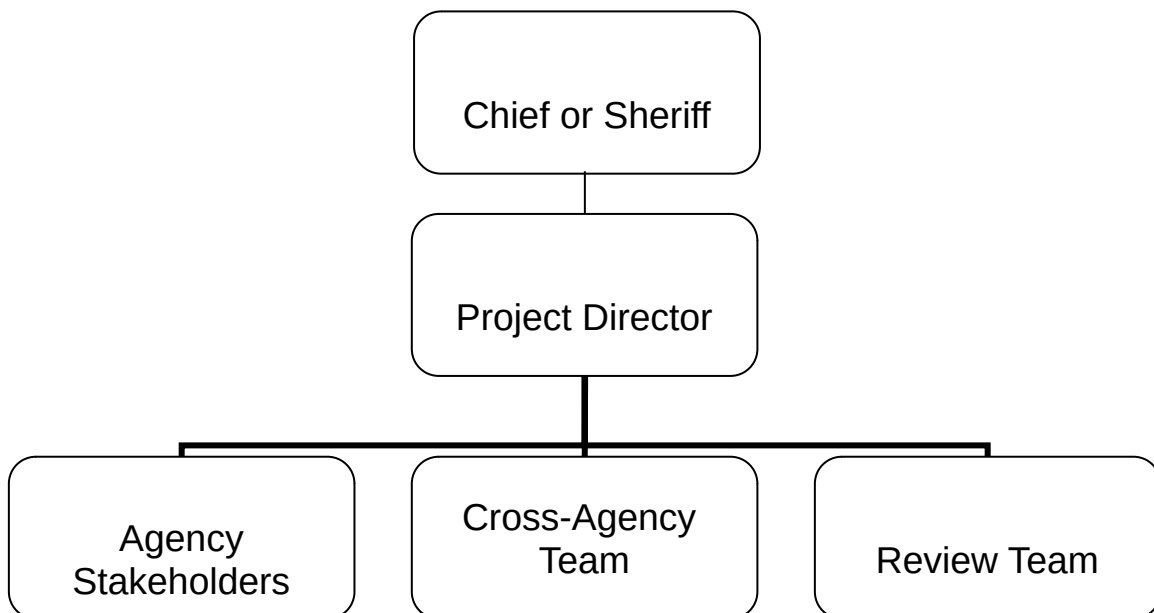 Chief or Sheriff
Project Director
Agency
Stakeholders
Cross-Agency
Team
Review Team